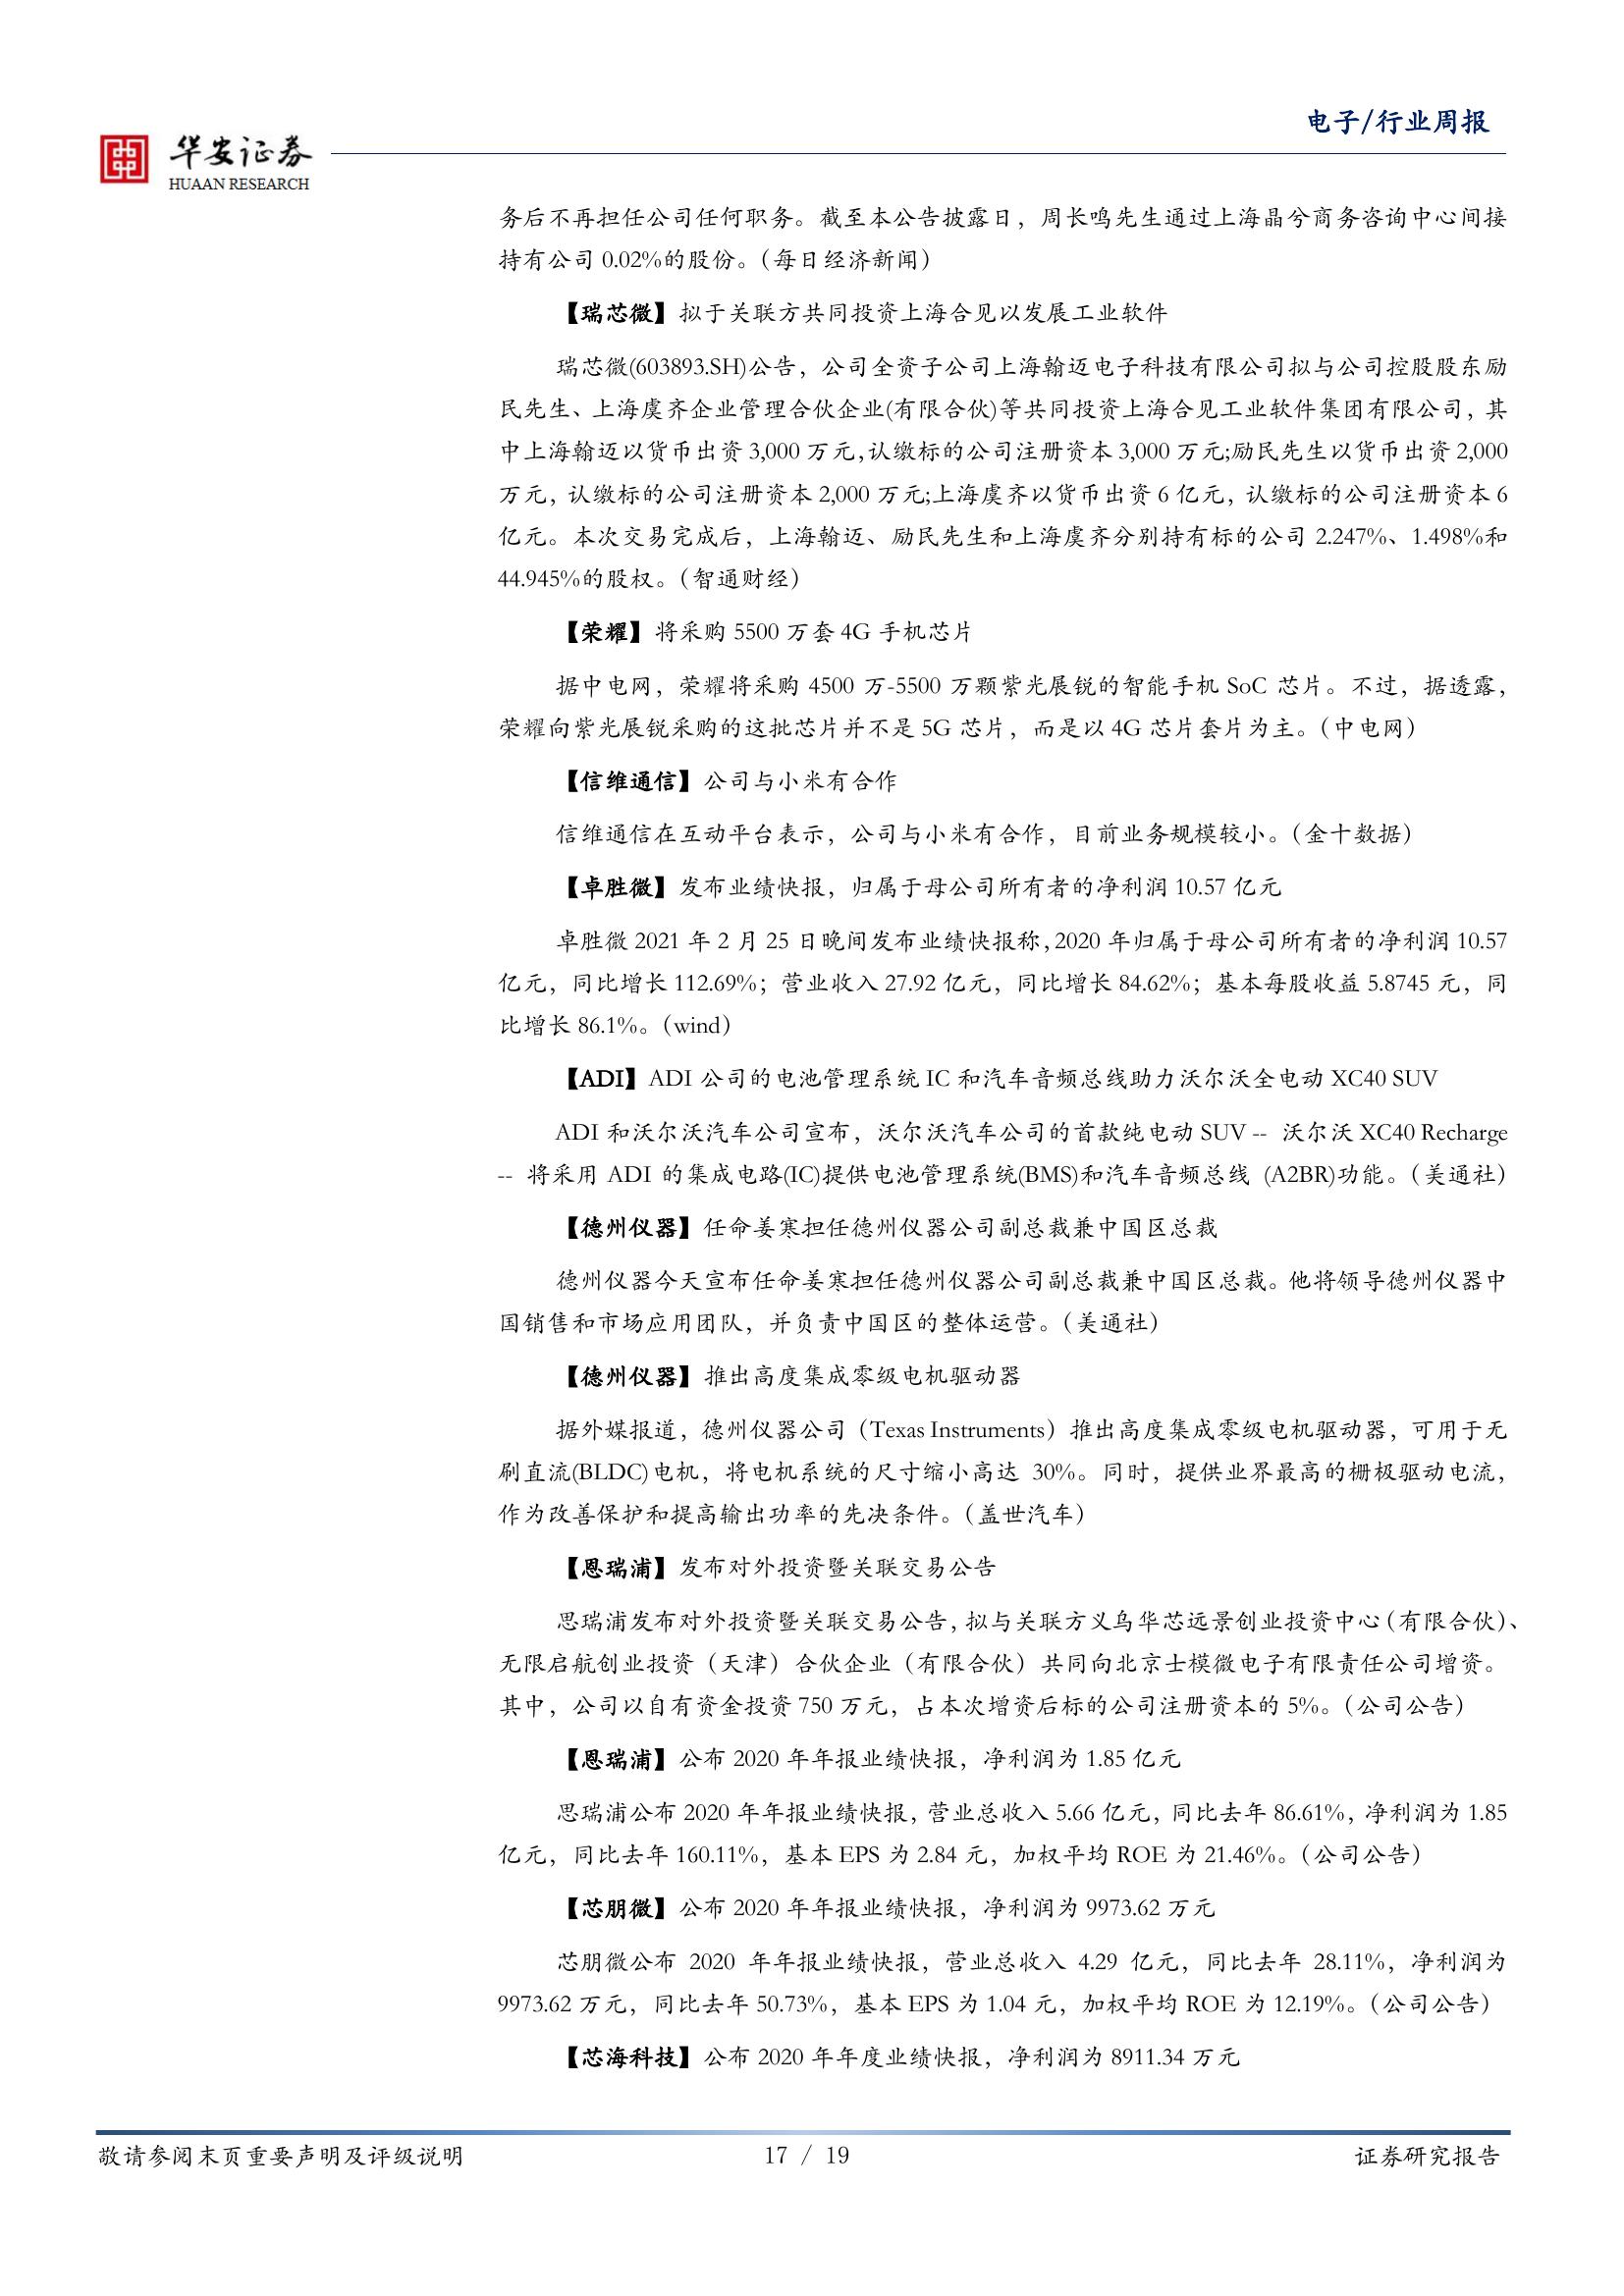 电子/行业周报
华安证券
HUAAN RESEARCH
务后不再担任公司任何职务。截至本公告披露日，周长鸣先生通过上海晶兮商务咨询中心间接
持有公司 0.02%的股份。（每日经济新闻）
【瑞芯微】拟于关联方共同投资上海合见以发展工业软件
瑞芯微(603893.SH)公告，公司全资子公司上海翰迈电子科技有限公司拟与公司控股股东励
民先生、上海虞齐企业管理合伙企业(有限合伙)等共同投资上海合见工业软件集团有限公司，其
中上海翰迈以货币出资 3,000 万元,认缴标的公司注册资本 3,000 万元;励民先生以货币出资 2,000
万元，认缴标的公司注册资本 2,000 万元;上海虞齐以货币出资 6 亿元，认缴标的公司注册资本 6
亿元。本次交易完成后，上海翰迈、励民先生和上海虞齐分别持有标的公司 2.247%、1.498%和
44.945%的股权。（智通财经）
【荣耀】将采购 5500 万套 4G 手机芯片
据中电网，荣耀将采购 4500 万-5500 万颗紫光展锐的智能手机 SoC 芯片。不过，据透露，
荣耀向紫光展锐采购的这批芯片并不是 5G 芯片，而是以 4G 芯片套片为主。（中电网）
【信维通信】公司与小米有合作
信维通信在互动平台表示，公司与小米有合作，目前业务规模较小。（金十数据）
【卓胜微】发布业绩快报，归属于母公司所有者的净利润 10.57 亿元
卓胜微 2021 年 2 月 25 日晚间发布业绩快报称，2020 年归属于母公司所有者的净利润 10.57
亿元，同比增长 112.69%；营业收入 27.92 亿元，同比增长 84.62%；基本每股收益 5.8745 元，同
比增长 86.1%。（wind）
【ADI】ADI 公司的电池管理系统 IC 和汽车音频总线助力沃尔沃全电动 XC40 SUV
ADI 和沃尔沃汽车公司宣布，沃尔沃汽车公司的首款纯电动 SUV -- 沃尔沃 XC40 Recharge
-- 将采用 ADI 的集成电路(IC)提供电池管理系统(BMS)和汽车音频总线 (A2BR)功能。（美通社）
【德州仪器】任命姜寒担任德州仪器公司副总裁兼中国区总裁
德州仪器今天宣布任命姜寒担任德州仪器公司副总裁兼中国区总裁。他将领导德州仪器中
国销售和市场应用团队，并负责中国区的整体运营。（美通社）
【德州仪器】推出高度集成零级电机驱动器
据外媒报道，德州仪器公司（Texas Instruments）推出高度集成零级电机驱动器，可用于无
刷直流(BLDC)电机，将电机系统的尺寸缩小高达 30%。同时，提供业界最高的栅极驱动电流，
作为改善保护和提高输出功率的先决条件。（盖世汽车）
【恩瑞浦】发布对外投资暨关联交易公告
思瑞浦发布对外投资暨关联交易公告，拟与关联方义乌华芯远景创业投资中心（有限合伙）、
无限启航创业投资（天津）合伙企业（有限合伙）共同向北京士模微电子有限责任公司增资。
其中，公司以自有资金投资 750 万元，占本次增资后标的公司注册资本的 5%。（公司公告）
【恩瑞浦】公布 2020 年年报业绩快报，净利润为 1.85 亿元
思瑞浦公布 2020 年年报业绩快报，营业总收入 5.66 亿元，同比去年 86.61%，净利润为 1.85
亿元，同比去年 160.11%，基本 EPS 为 2.84 元，加权平均 ROE 为 21.46%。（公司公告）
【芯朋微】公布 2020 年年报业绩快报，净利润为 9973.62 万元
芯朋微公布 2020 年年报业绩快报，营业总收入 4.29 亿元，同比去年 28.11%，净利润为
9973.62 万元，同比去年 50.73%，基本 EPS 为 1.04 元，加权平均 ROE 为 12.19%。（公司公告）
【芯海科技】公布 2020 年年度业绩快报，净利润为 8911.34 万元
敬请参阅末页重要声明及评级说明
17 / 19
证券研究报告